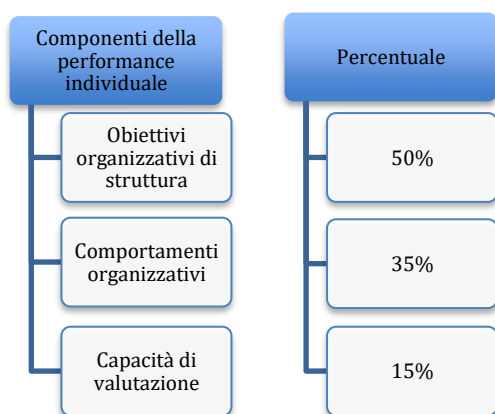 Componenti della
performance
individuale
Percentuale
Obiettivi
organizzativi di
struttura
50%
Comportamenti
organizzativi
35%
Capacità di
valutazione
15%